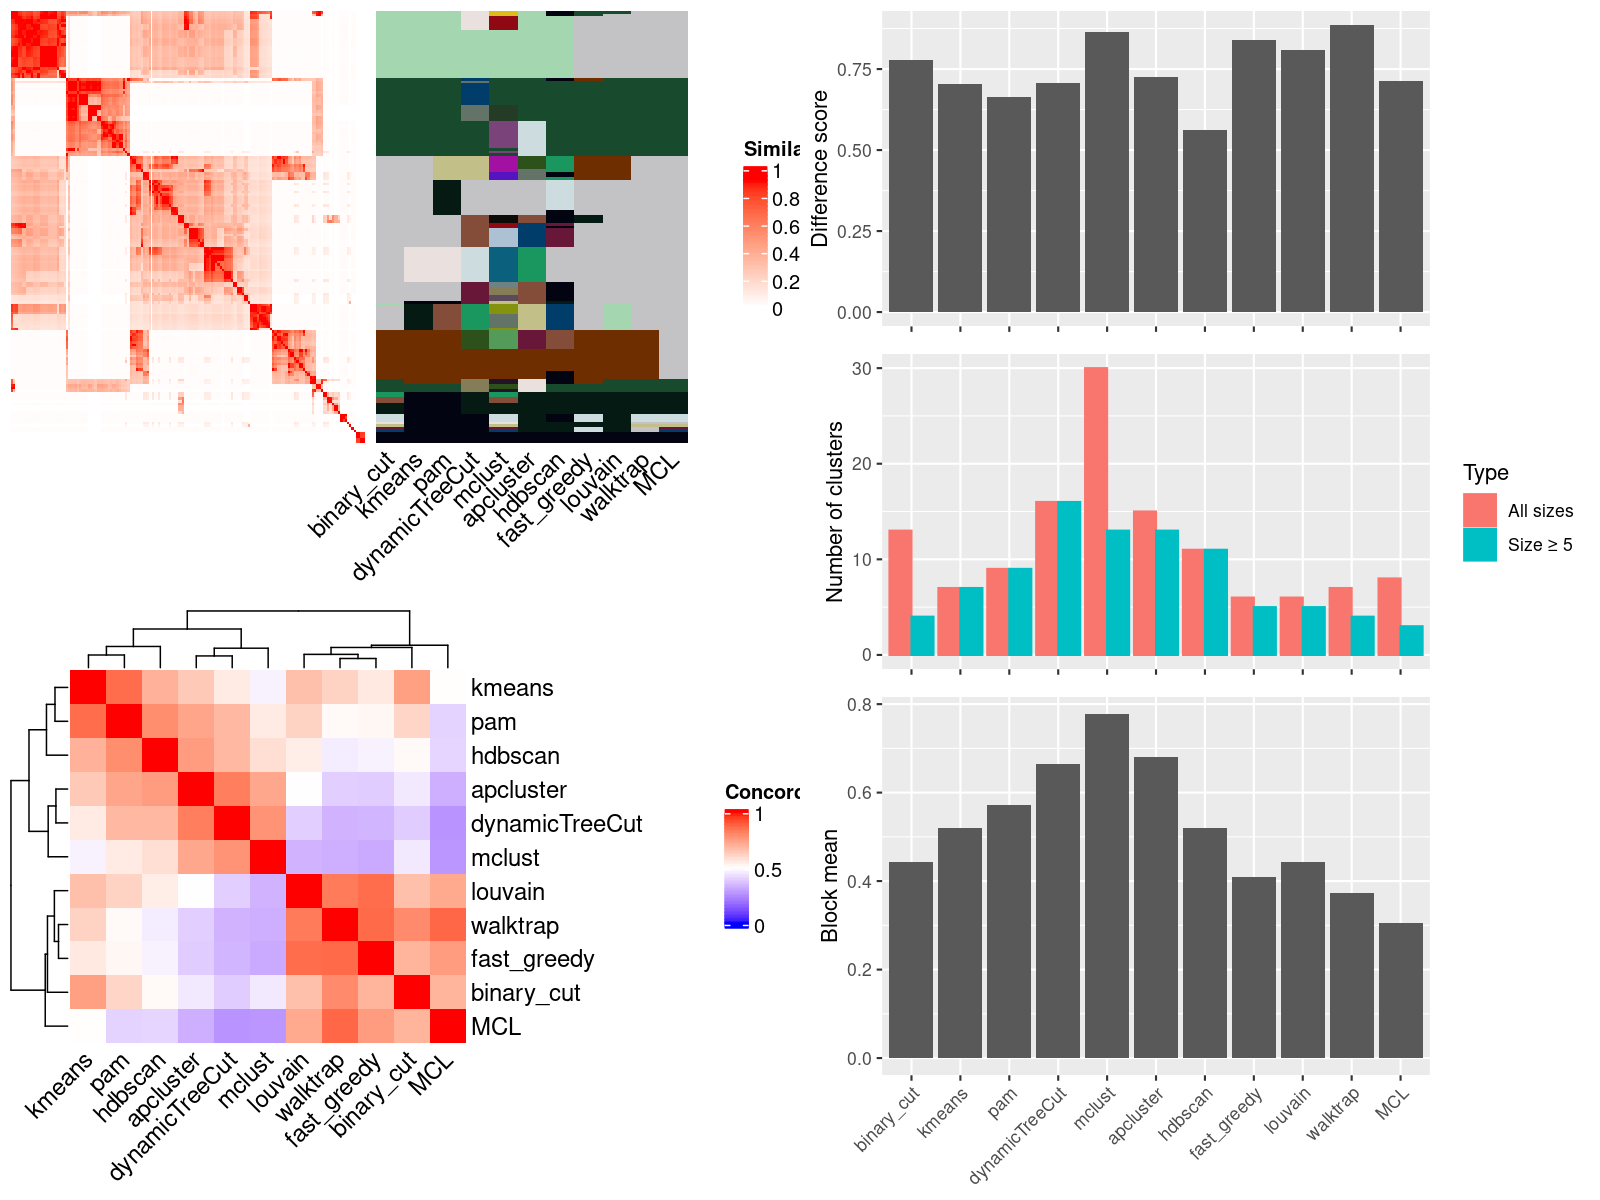 Simila
1
0.8
0.6
0.4
0.2
0
binary_cut
kmeans
pam
dynamicTreeCut
mclust
apcluster
hdbscan
fast_greedy
louvain
walktrap
MCL
kmeans
pam
hdbscan
apcluster
dynamicTreeCut
mclust
louvain
walktrap
fast_greedy
binary_cut
MCL
kmeans
pam
hdbscan
apcluster
dynamicTreeCut
mclust
louvain
walktrap
fast_greedy
binary_cut
MCL
Concord
1
0.5
0
Difference score
0.75
0.50
0.25
0.00
Number of clusters
30
20
10
0
Type
All sizes
Size ≥ 5
Block mean
0.8
0.6
0.4
0.2
0.0
binary_cut
kmeans
pam
dynamicTreeCut
mclust
apcluster
hdbscan
fast_greedy
louvain
walktrap
MCL